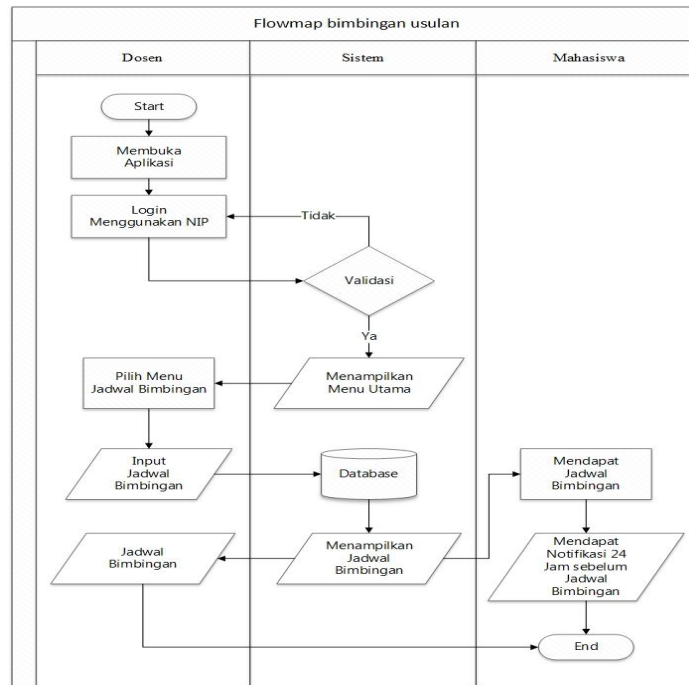 Flowmap bimbingan usulan
Dosen
Sistem
Mahasiswa
Start
Membuka
Aplikasi
Login
Menggunakan NIP
Tidak
Validasi
Ya
Pilih Menu
Jadwal Bimbingan
Menampilkan
Menu Utama
Input
Jadwal
Bimbingan
Database
Mendapat
Jadwal
Bimbingan
Jadwal
Bimbingan
Menampilkan
Jadwal
Bimbingan
Mendapat
Notifikasi 24
Jam sebelum
Jadwal
Bimbingan
End